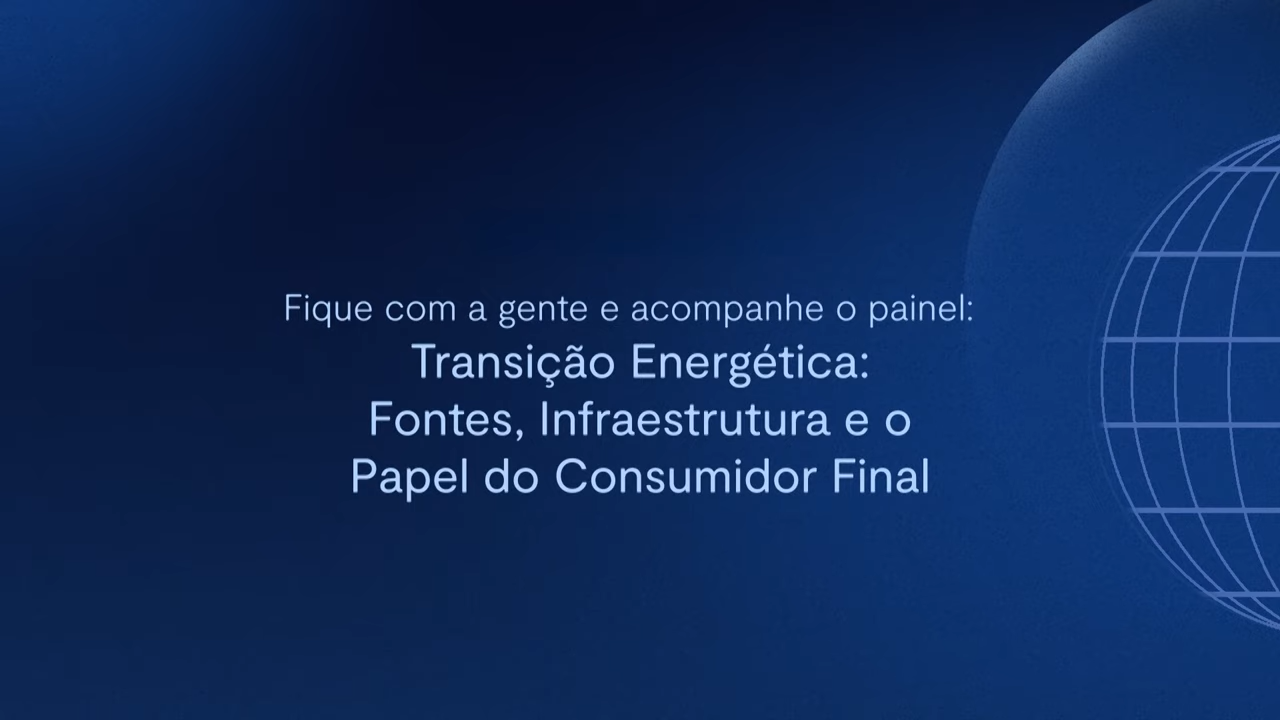 Fique com a gente e acompanhe o painel:
Transição Energética:
Fontes, Infraestrutura e o
Papel do Consumidor Final